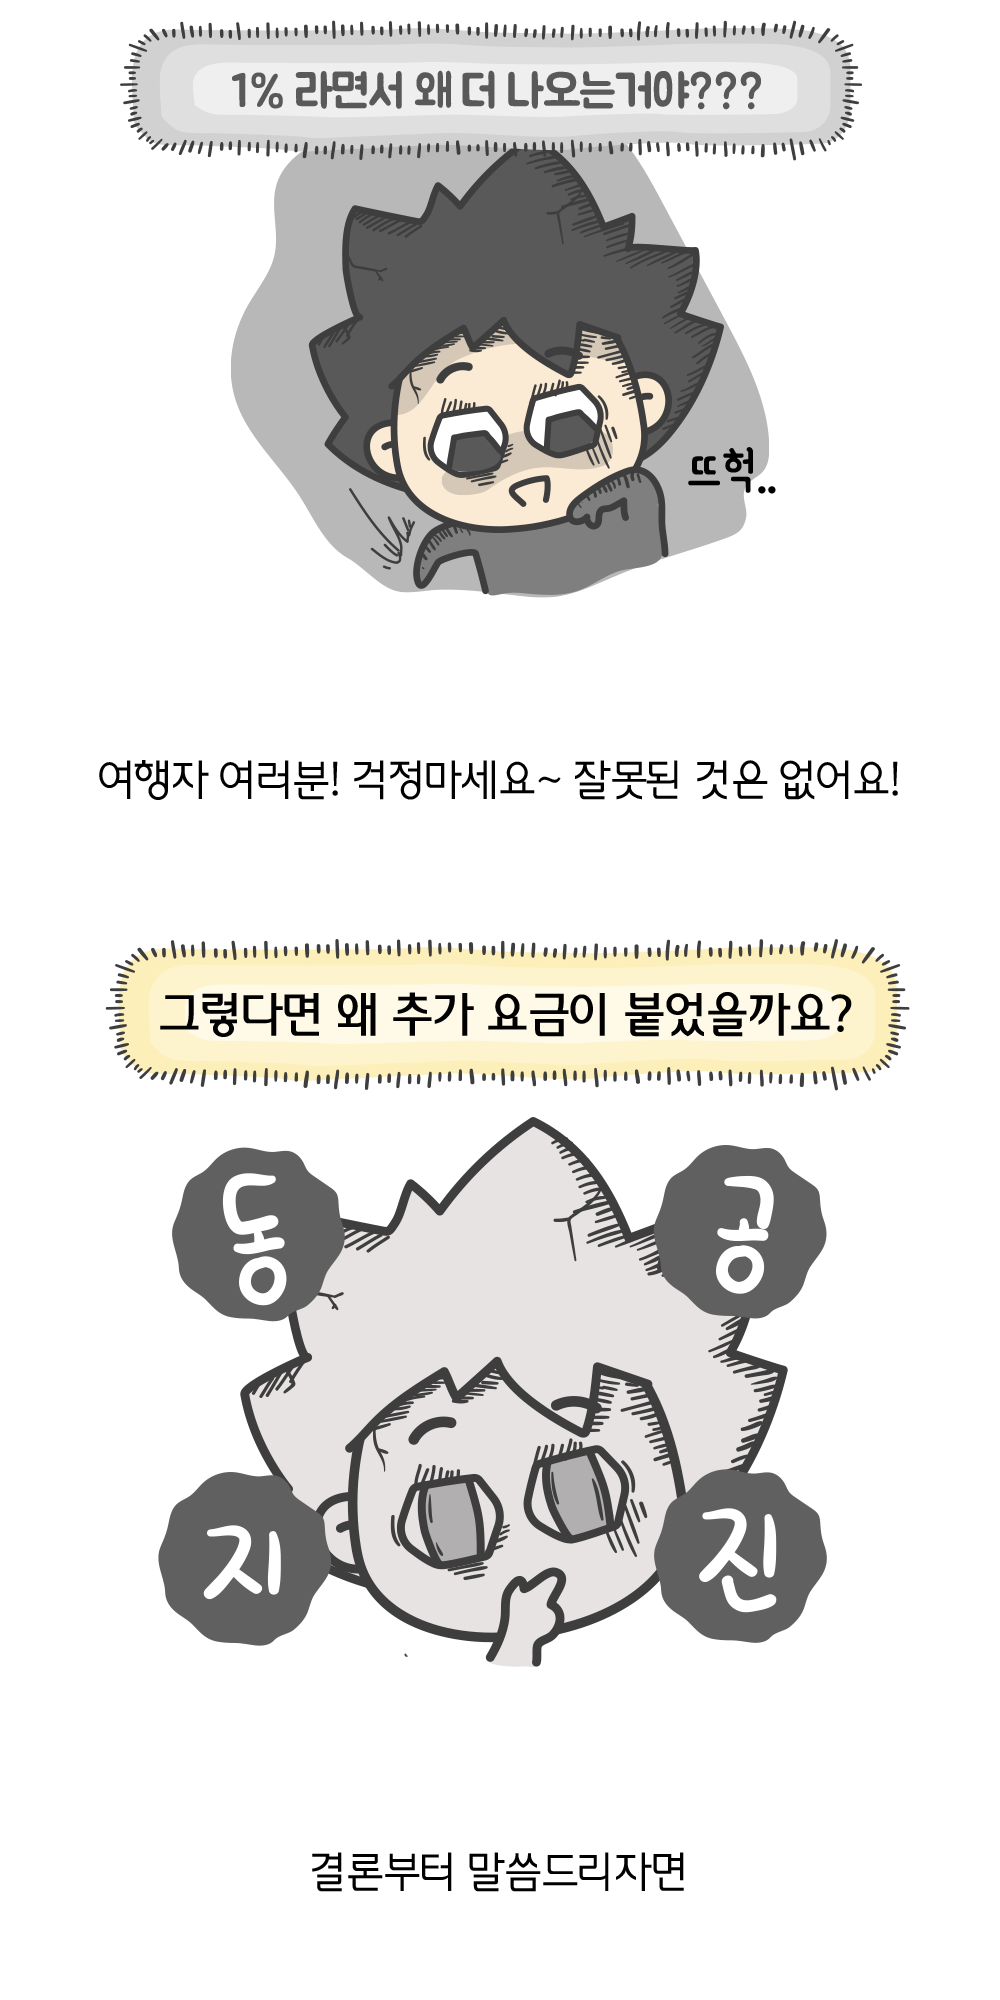 1% 라면서 왜 더 나오는거야???
뜨헉..
여행자 여러분! 걱정마세요~ 잘못된 것은 없어요!
그렇다면 왜 추가 요금이 붙었을까요?
동 공
지 진
결론부터 말씀드리자면